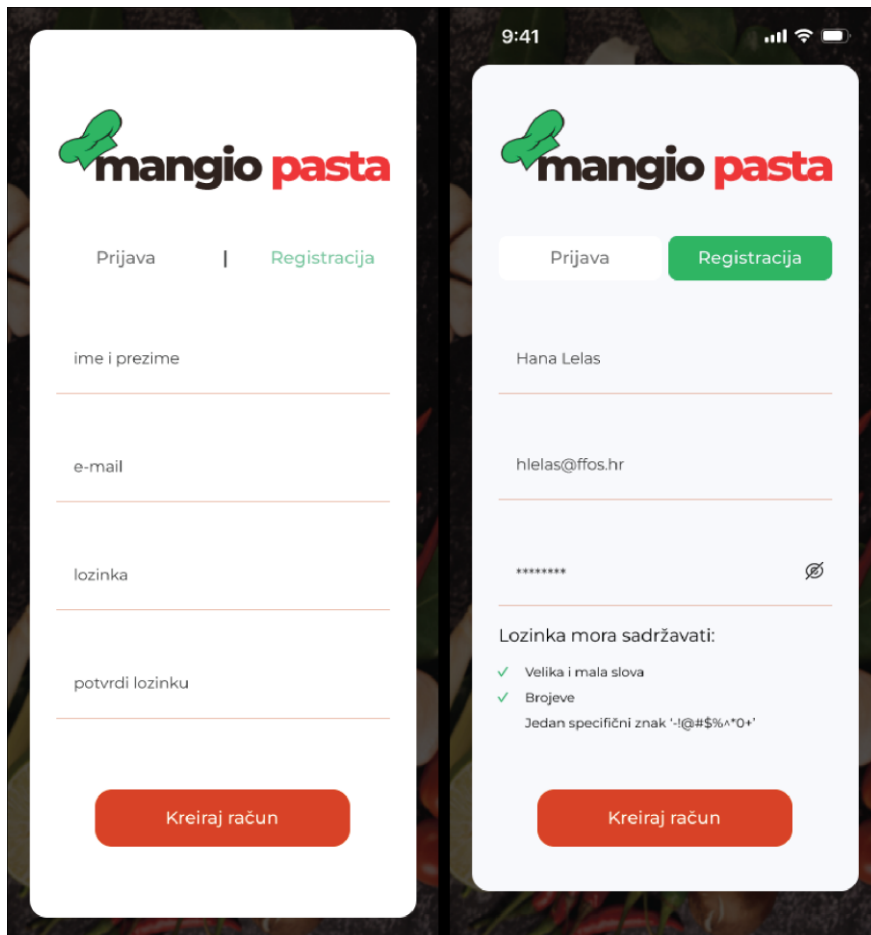 mangio pasta
Prijava | Registracija
ime i prezime
e-mail
lozinka
potvrdi lozinku
Kreiraj račun
9:41
mangio pasta
Prijava Registracija
Hana Lelas
hlelas@ffos.hr
********
Lozinka mora sadržavati:
✓ Velika i mala slova
✓ Brojeve
Jedan specifični znak '-!@#$%^*0+'
Kreiraj račun